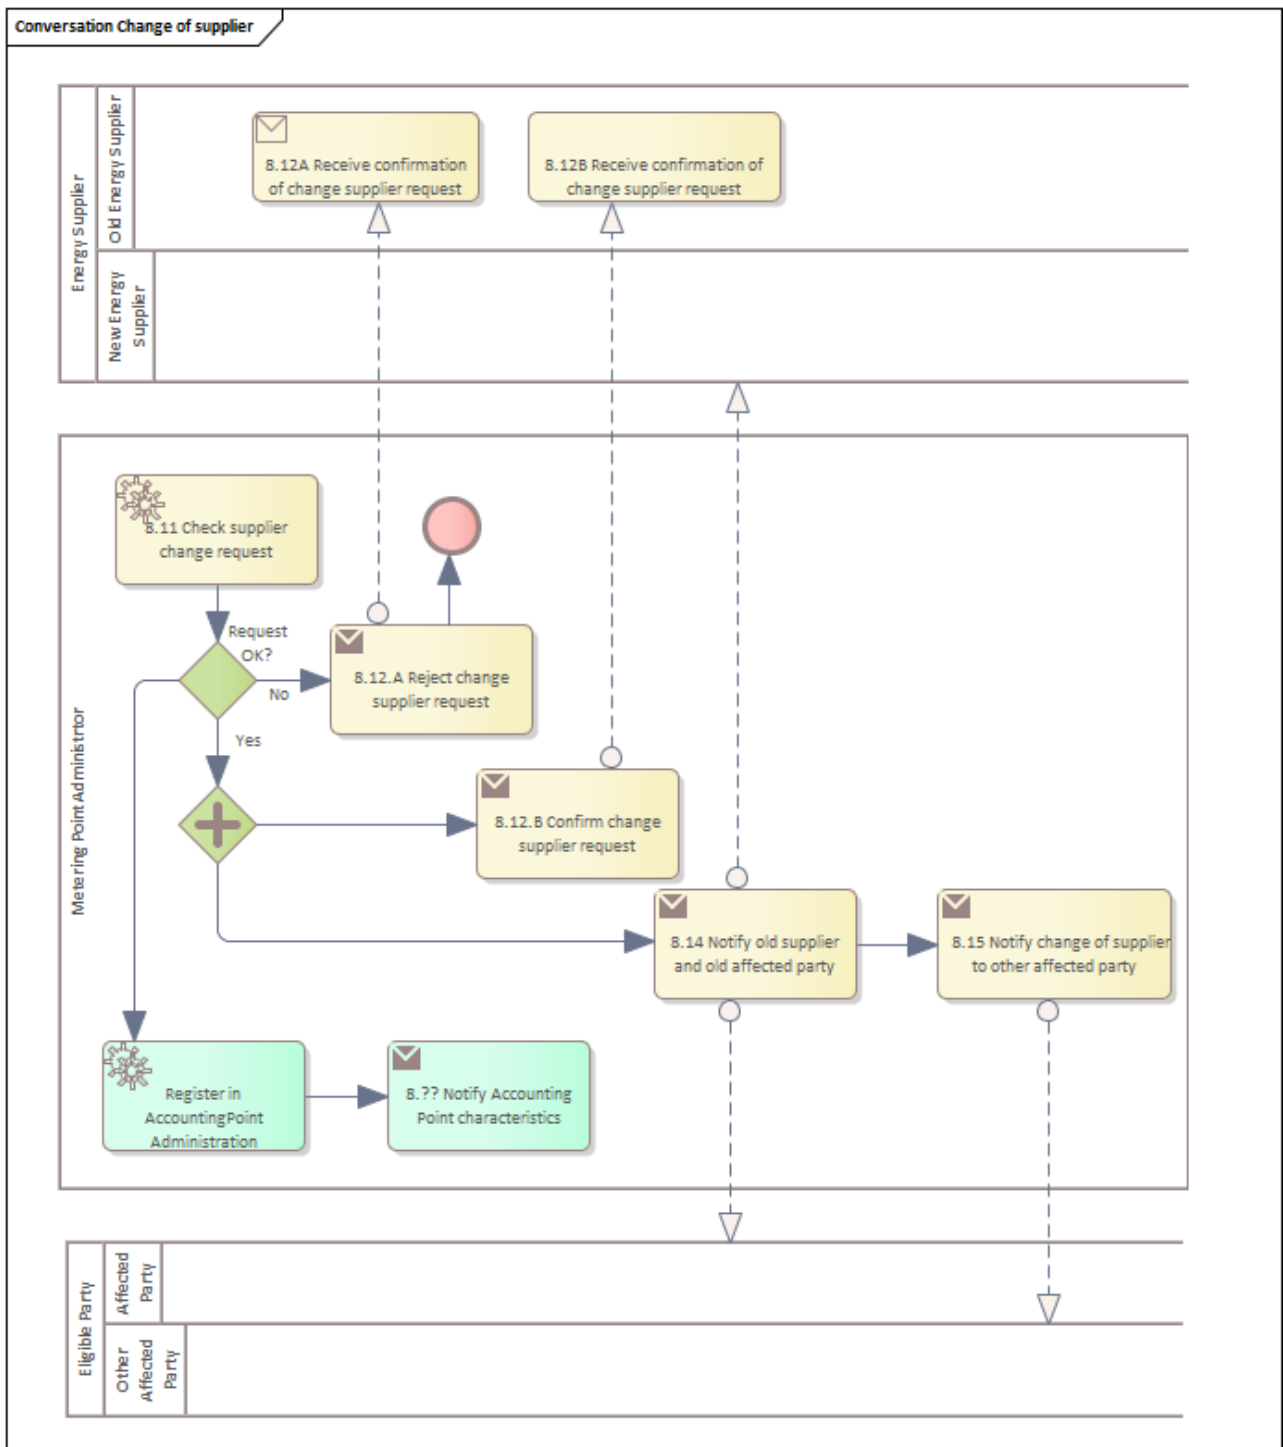 Conversation Change of supplier
Energy Supplier
Old Energy Supplier
8.12A Receive confirmation
of change supplier request
8.12B Receive confirmation of
change supplier request
New Energy
Supplier
Metering Point Administrtor
8.11 Check supplier
change request
Request
OK?
No
8.12.A Reject change
supplier request
Yes
8.12.B Confirm change
supplier request
8.14 Notify old supplier
and old affected party
8.15 Notify change of supplier
to other affected party
Register in
AccountingPoint
Administration
8.?? Notify Accounting
Point characteristics
Eligible Party
Affected
Party
Other
Affected
Party